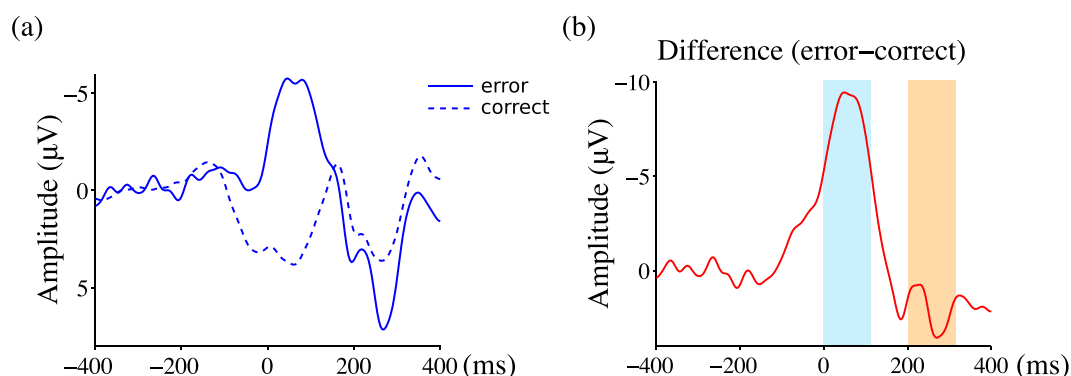 (a)
Amplitude (μV)
−5
0
5
−400
−200
0
200
400
(ms)
error
correct
(b)
Difference (error−correct)
Amplitude (μV)
−10
−5
0
−400
−200
0
200
400
(ms)